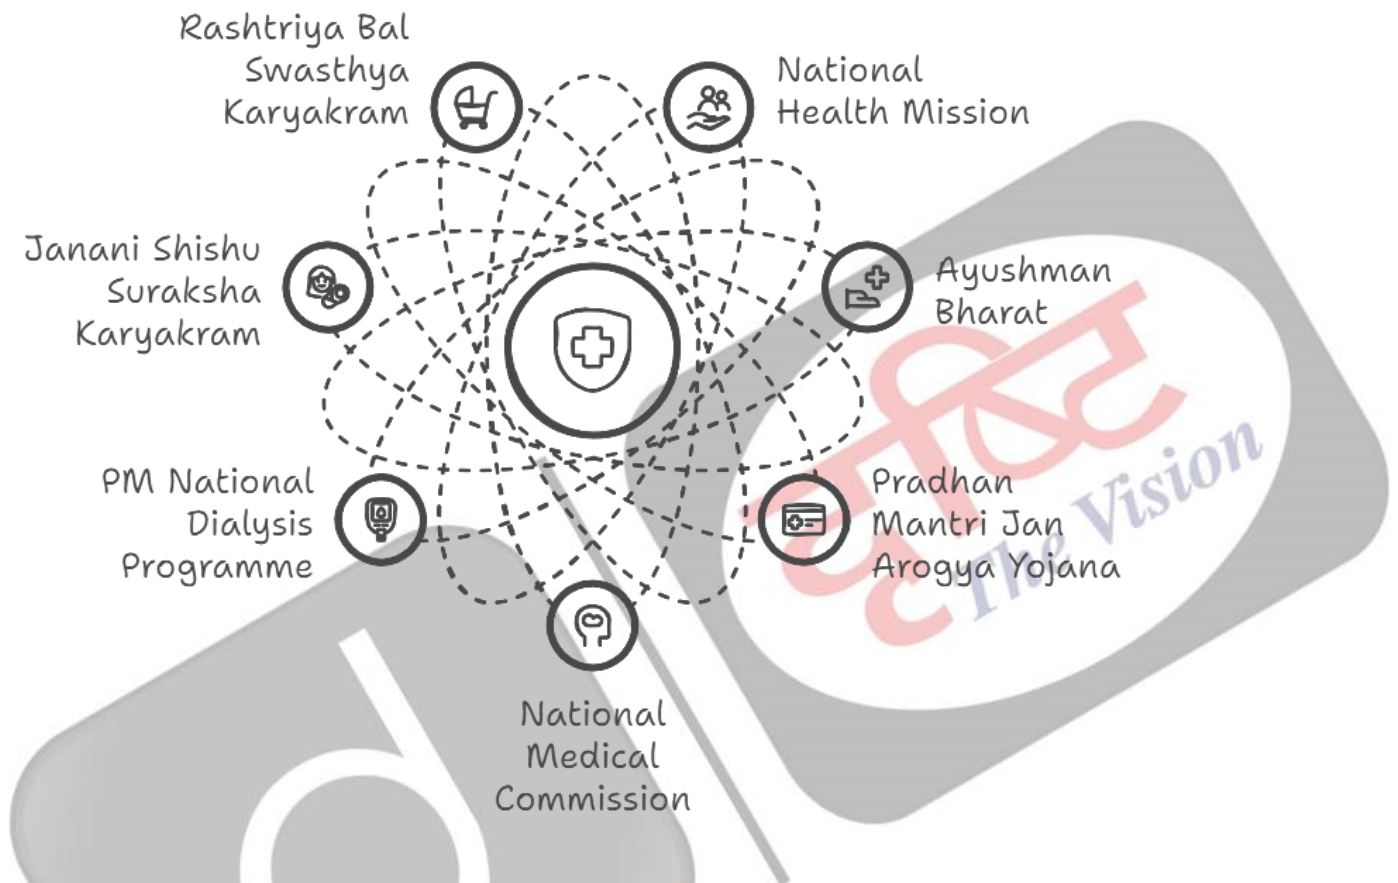 Rashtriya Bal
Swasthya
Karyakram
National
Health Mission
Janani Shishu
Suraksha
Karyakram
Ayushman
Bharat
PM National
Dialysis
Programme
Pradhan
Mantri Jan
Arogya Yojana
National
Medical
Commission
दृष्टि
The Vision
d